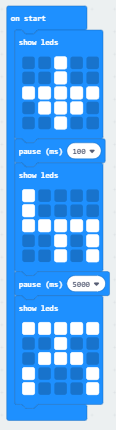 on start
show leds
pause (ms) 100
show leds
pause (ms) 5000
show leds